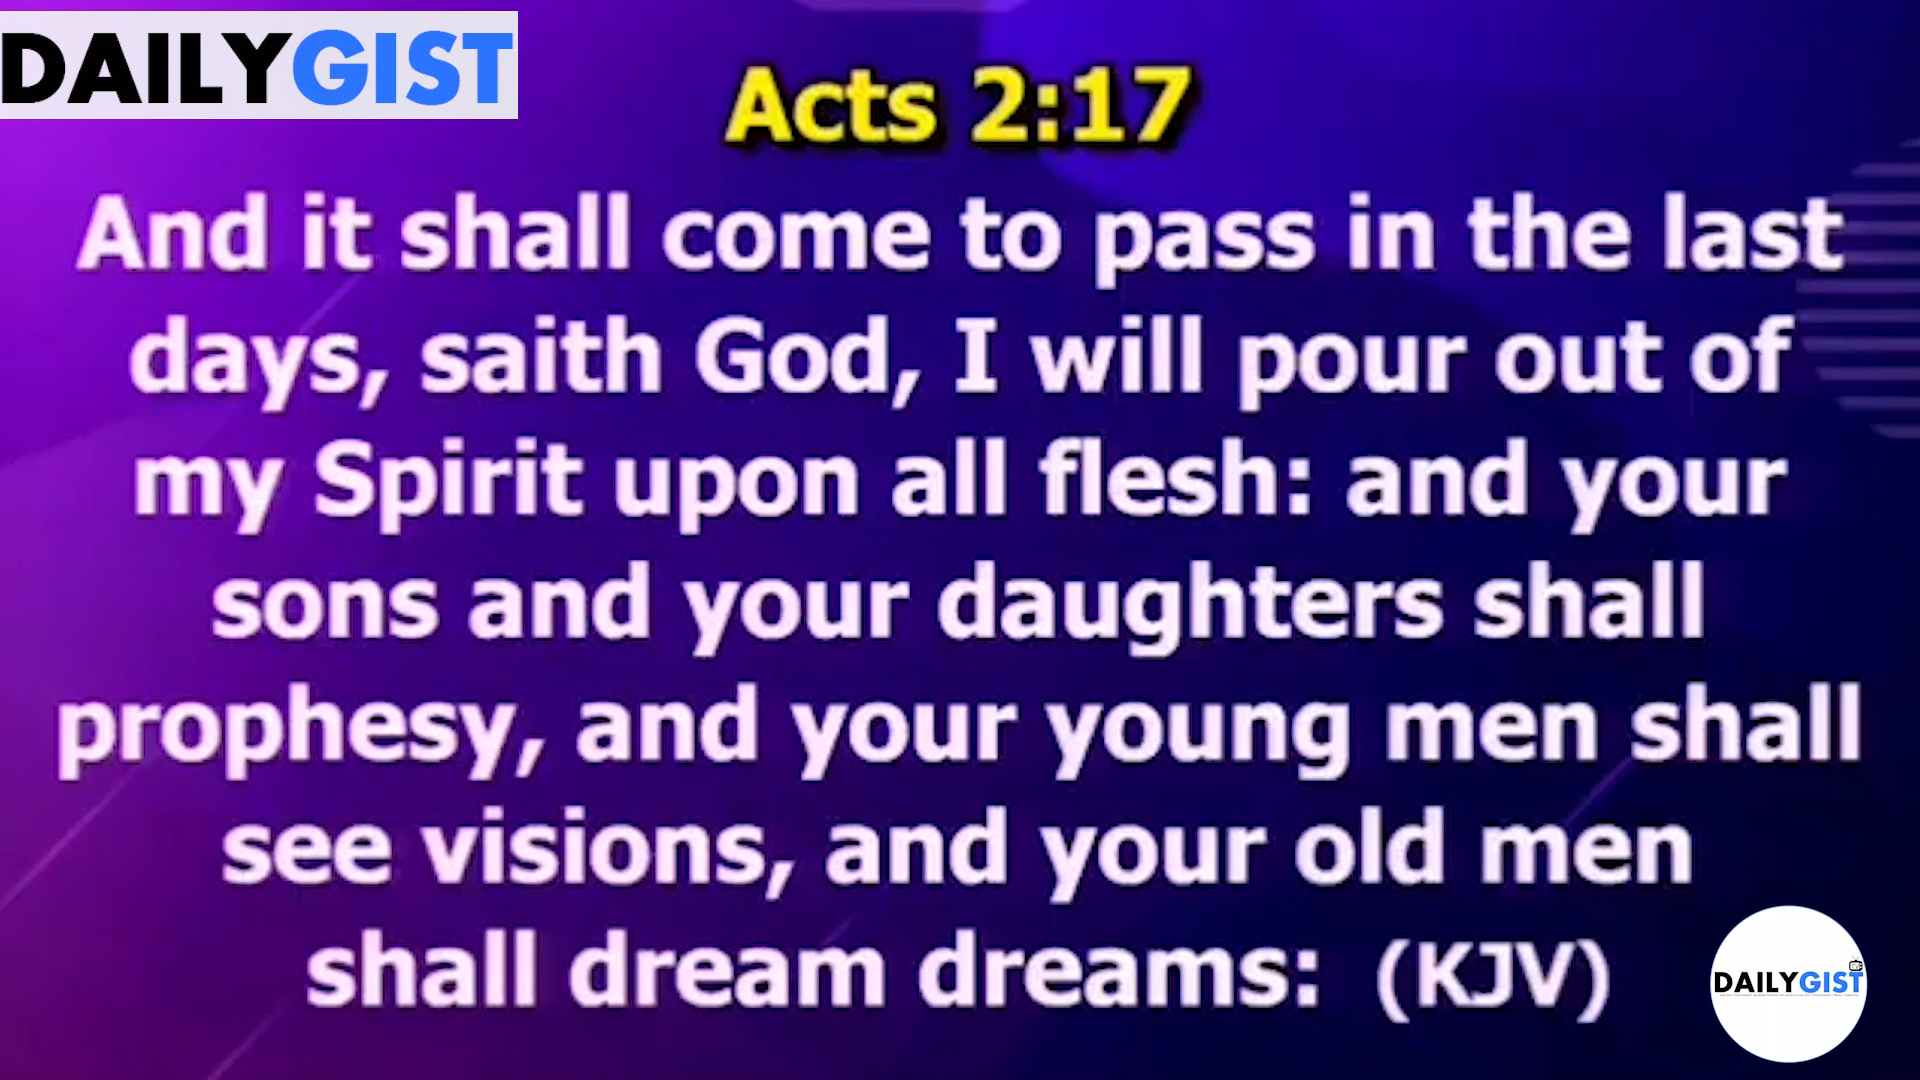 DAILYGIST
Acts 2:17
And it shall come to pass in the last
days, saith God, I will pour out of
my Spirit upon all flesh: and your
sons and your daughters shall
prophesy, and your young men shall
see visions, and your old men
shall dream dreams: (KJV)
DAILYGIST